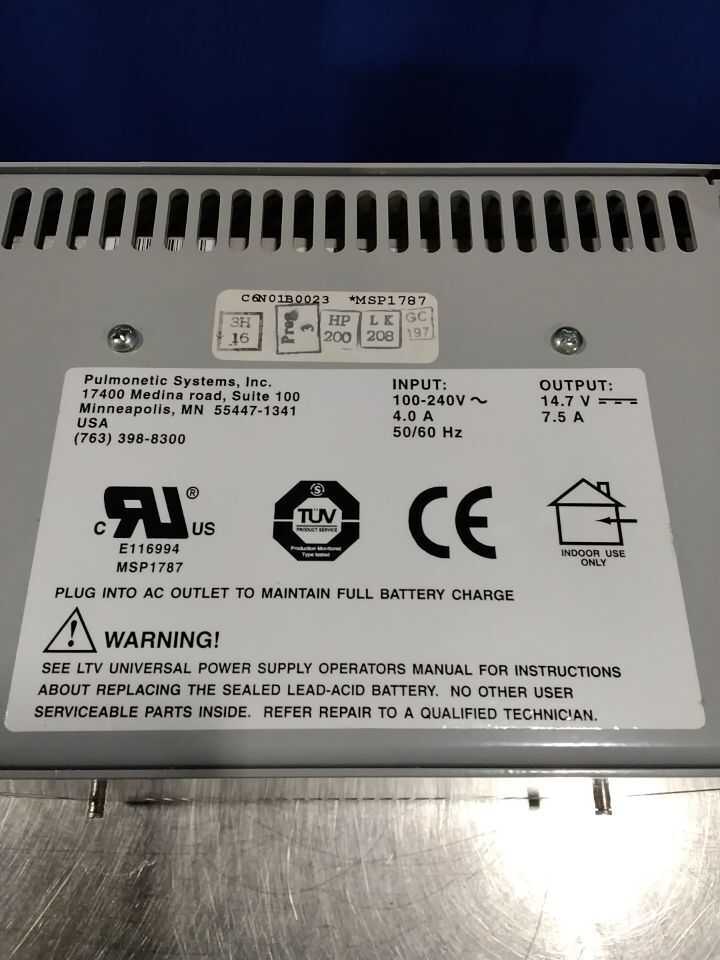 C6N01B0023 *MSP1787
3H
16
Prog
3
HP
200
LK
208
GC
197
Pulmonetic Systems, Inc.
17400 Medina road, Suite 100
Minneapolis, MN 55447-1341
USA
(763) 398-8300
INPUT:
100-240V ~
4.0 A
50/60 Hz
OUTPUT:
14.7 V
7.5 A
C RU ® US
E116994
MSP1787
S
TÜV
PRODUCT SERVICE
Production Monitored
Type tested
CE
INDOOR USE
ONLY
PLUG INTO AC OUTLET TO MAINTAIN FULL BATTERY CHARGE
WARNING!
SEE LTV UNIVERSAL POWER SUPPLY OPERATORS MANUAL FOR INSTRUCTIONS
ABOUT REPLACING THE SEALED LEAD-ACID BATTERY. NO OTHER USER
SERVICEABLE PARTS INSIDE. REFER REPAIR TO A QUALIFIED TECHNICIAN.